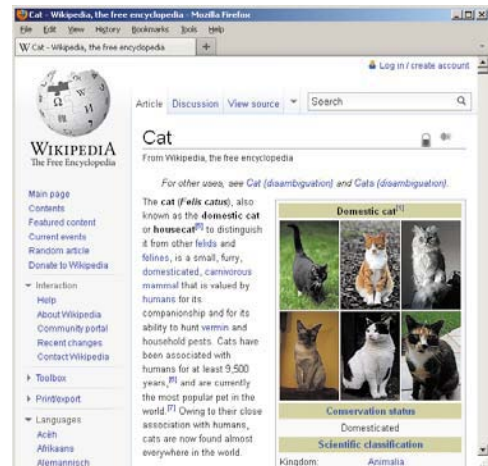 Cat - Wikipedia, the free encyclopedia - Mozilla Firefox
File Edit View History Bookmarks Tools Help
W Cat - Wikipedia, the free encyclopedia +
Log in / create account
Article Discussion View source Search
WIKIPEDIA
The Free Encyclopedia
Main page
Contents
Featured content
Current events
Random article
Donate to Wikipedia
Interaction
Help
About Wikipedia
Community portal
Recent changes
Contact Wikipedia
Toolbox
Print/export
Languages
Acèh
Afrikaans
Alemannisch
Cat
From Wikipedia, the free encyclopedia
For other uses, see Cat (disambiguation) and Cats (disambiguation).
The cat (Felis catus), also
known as the domestic cat
or housecat[5] to distinguish
it from other felids and
felines, is a small, furry,
domesticated, carnivorous
mammal that is valued by
humans for its
companionship and for its
ability to hunt vermin and
household pests. Cats have
been associated with
humans for at least 9,500
years,[6] and are currently
the most popular pet in the
world.[7] Owing to their close
association with humans,
cats are now found almost
everywhere in the world.
Domestic cat[1]
Conservation status
Domesticated
Scientific classification
Kingdom: Animalia